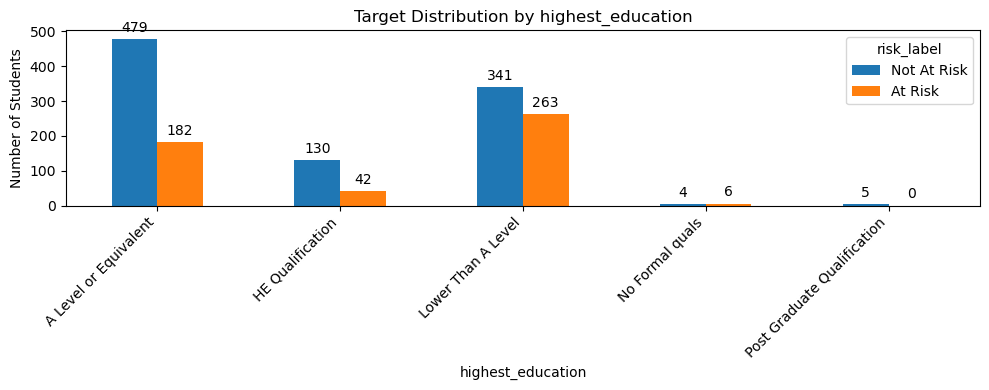 Target Distribution by highest_education
Number of Students
500
400
300
200
100
0
479
182
130
42
341
263
4
6
5
0
risk_label
Not At Risk
At Risk
A Level or Equivalent
HE Qualification
Lower Than A Level
No Formal quals
Post Graduate Qualification
highest_education